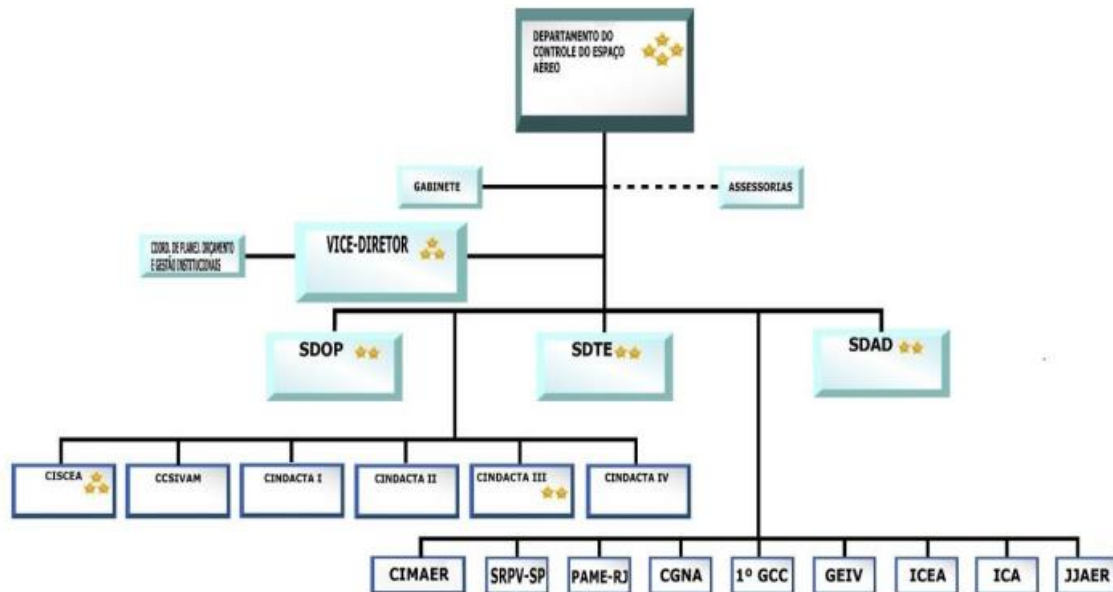 DEPARTAMENTO DO
CONTROLE DO ESPAÇO
AÉREO
GABINETE
ASSESSORIAS
COORD. DE PLANEJ. ORÇAMENTO
E GESTÃO INSTITUCIONAIS
VICE-DIRETOR
SDOP
SDTE
SDAD
CISCEA
CCSIVAM
CINDACTA I
CINDACTA II
CINDACTA III
CINDACTA IV
CIMAER
SRPV-SP
PAME-RJ
CGNA
1º GCC
GEIV
ICEA
ICA
JJAER